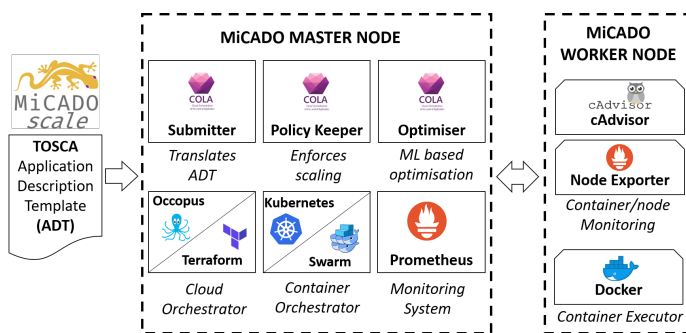 MiCADO
scale
TOSCA
Application
Description
Template
(ADT)
MiCADO MASTER NODE
COLA
Submitter
Translates
ADT
COLA
Policy Keeper
Enforces
scaling
COLA
Optimiser
ML based
optimisation
Occopus
Terraform
Cloud
Orchestrator
Kubernetes
Swarm
Container
Orchestrator
Prometheus
Monitoring
System
MiCADO
WORKER NODE
cAdvisor
cAdvisor
Node Exporter
Container/node
Monitoring
Docker
Container Executor